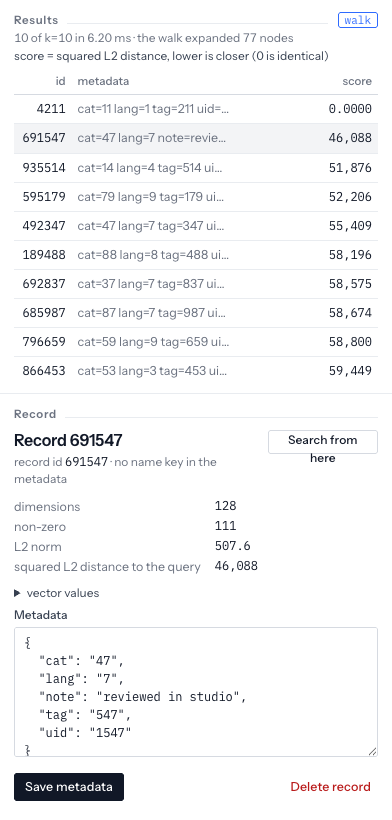 Results walk
10 of k=10 in 6.20 ms · the walk expanded 77 nodes
score = squared L2 distance, lower is closer (0 is identical)
id metadata score
4211 cat=11 lang=1 tag=211 uid=... 0.0000
691547 cat=47 lang=7 note=revie... 46,088
935514 cat=14 lang=4 tag=514 ui... 51,876
595179 cat=79 lang=9 tag=179 ui... 52,206
492347 cat=47 lang=7 tag=347 ui... 55,409
189488 cat=88 lang=8 tag=488 ui... 58,196
692837 cat=37 lang=7 tag=837 ui... 58,575
685987 cat=87 lang=7 tag=987 ui... 58,674
796659 cat=59 lang=9 tag=659 ui... 58,800
866453 cat=53 lang=3 tag=453 ui... 59,449
Record
Record 691547
Search from
here
record id 691547 · no name key in the
metadata
dimensions 128
non-zero 111
L2 norm 507.6
squared L2 distance to the query 46,088
vector values
Metadata
{
"cat": "47",
"lang": "7",
"note": "reviewed in studio",
"tag": "547",
"uid": "1547"
}
Save metadata Delete record